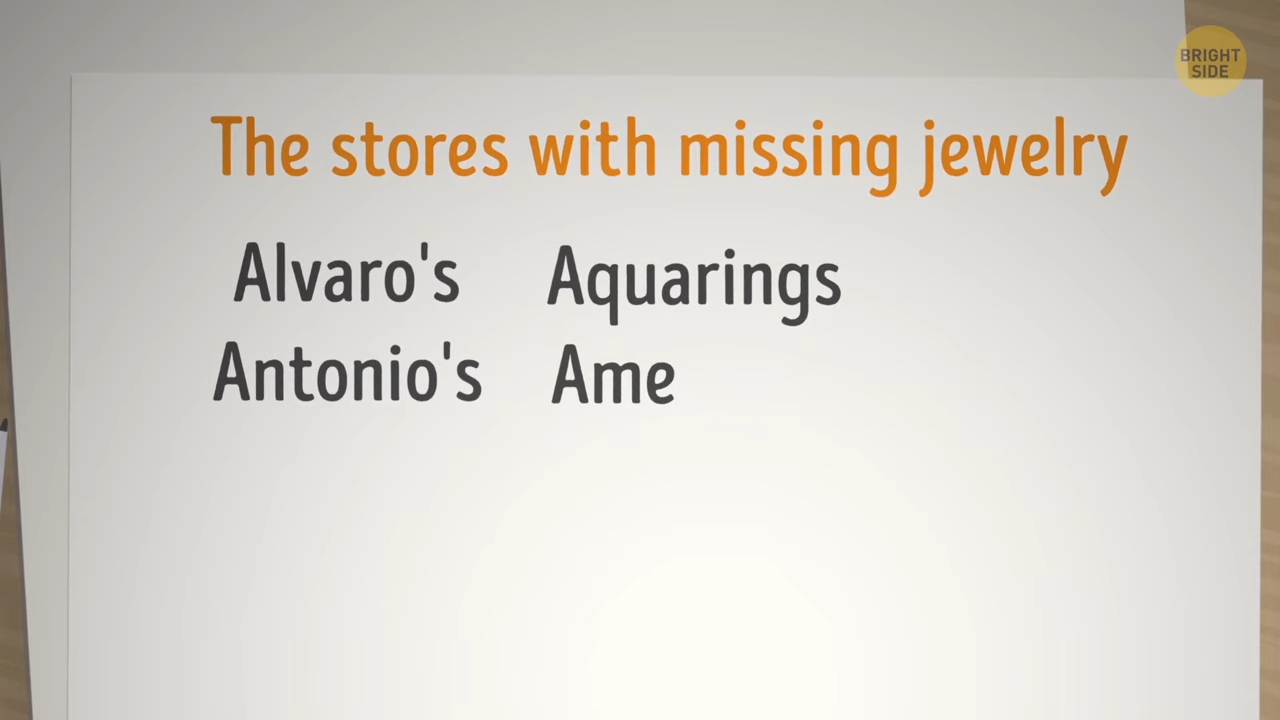 BRIGHT
SIDE
The stores with missing jewelry
Alvaro's Aquarings
Antonio's Ame